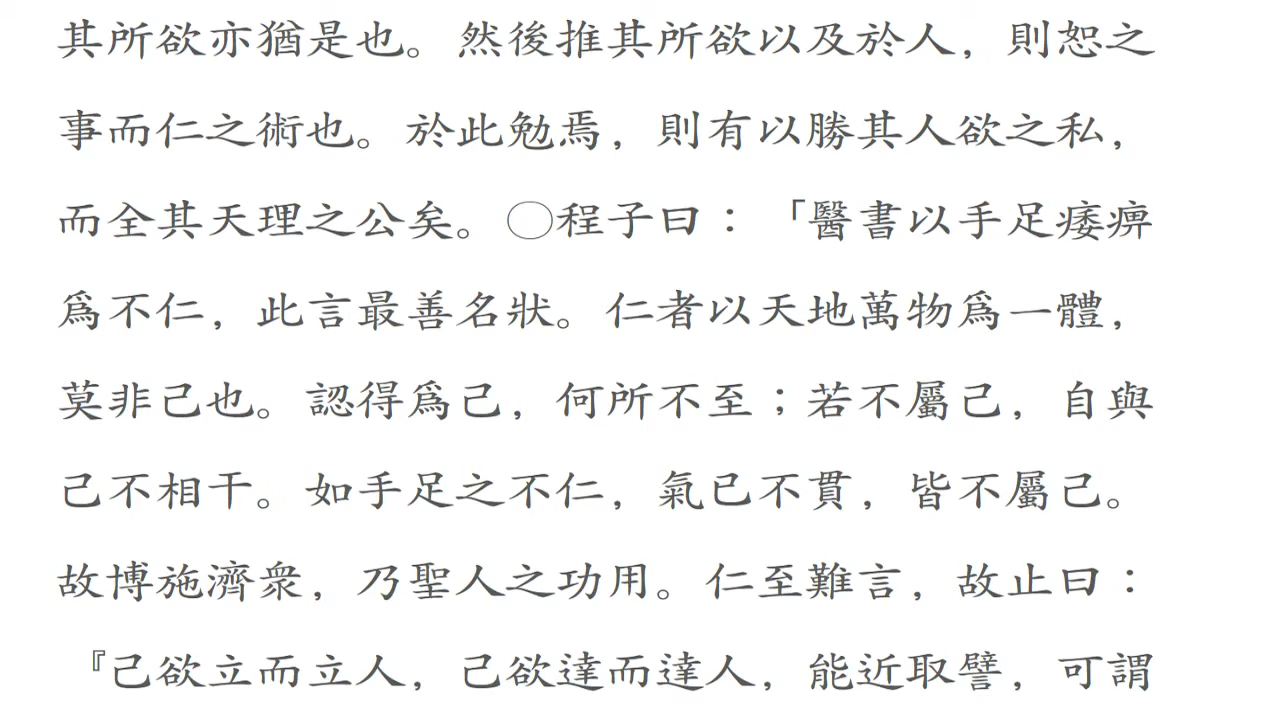 其所欲亦猶是也。然後推其所欲以及於人，則恕之
事而仁之術也。於此勉焉，則有以勝其人欲之私，
而全其天理之公矣。○程子曰：「醫書以手足痿痹
爲不仁，此言最善名狀。仁者以天地萬物爲一體，
莫非己也。認得爲己，何所不至；若不屬己，自與
己不相干。如手足之不仁，氣已不貫，皆不屬己。
故博施濟衆，乃聖人之功用。仁至難言，故止曰：
『己欲立而立人，己欲達而達人，能近取譬，可謂